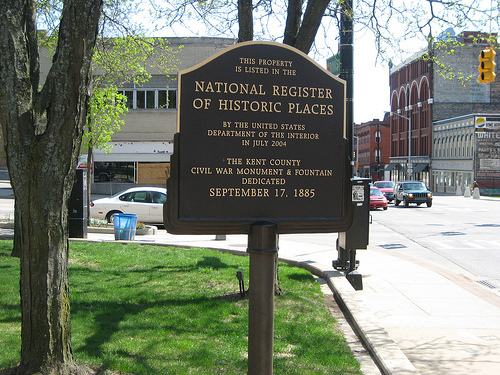 THIS PROPERTY
IS LISTED IN THE
NATIONAL REGISTER
OF HISTORIC PLACES
BY THE UNITED STATES
DEPARTMENT OF THE INTERIOR
IN JULY 2004
THE KENT COUNTY
CIVIL WAR MONUMENT & FOUNTAIN
DEDICATED
SEPTEMBER 17, 1885
WHITE